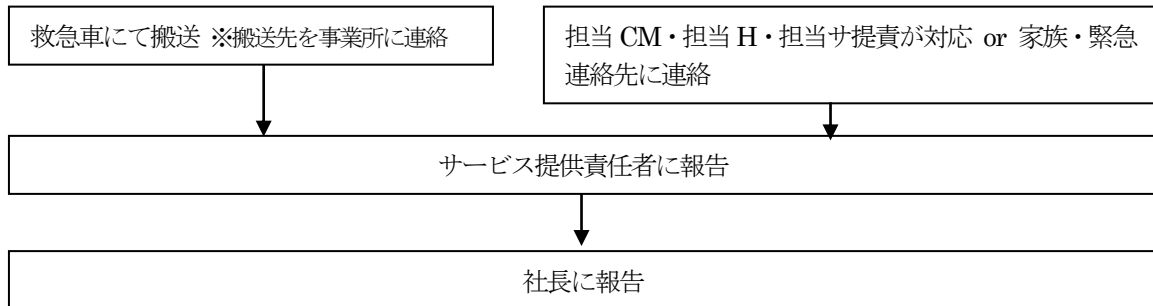 救急車にて搬送 ※搬送先を事業所に連絡
担当 CM・担当 H・担当サ提責が対応 or 家族・緊急
連絡先に連絡
サービス提供責任者に報告
社長に報告